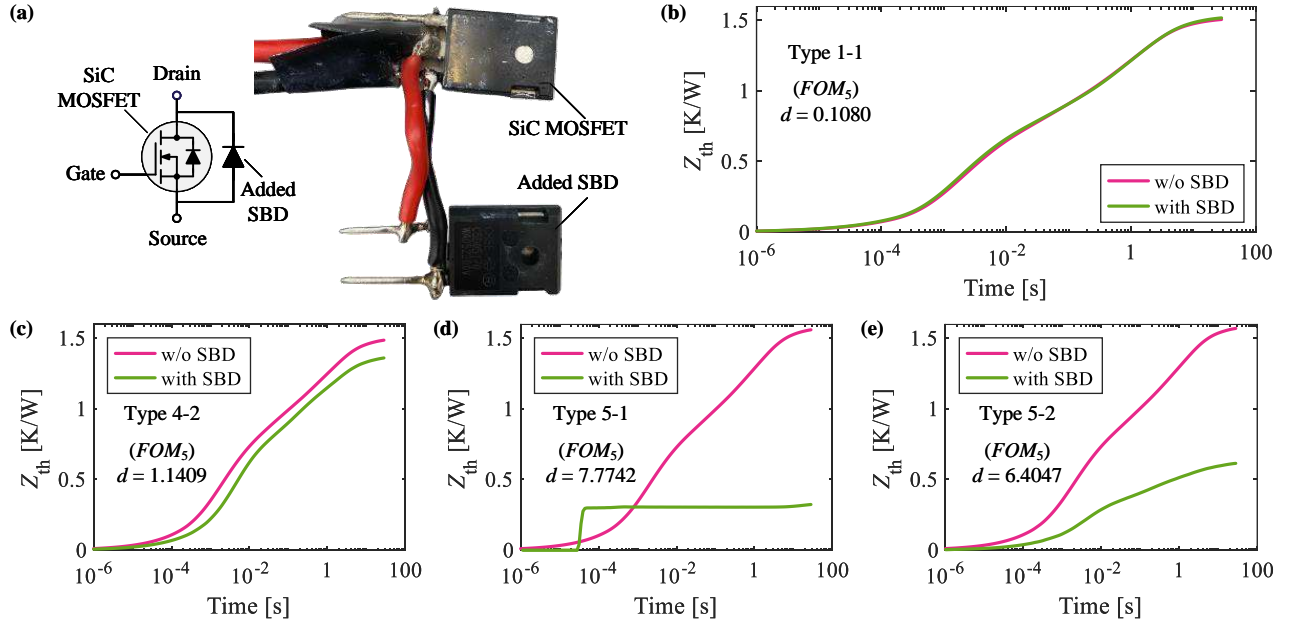 (a)
SiC
MOSFET
Drain
Gate
Added
SBD
Source
SiC MOSFET
Added SBD
(b)
Z_th [K/W]
1.5
1
0.5
0
Type 1-1
(FOM₅)
d = 0.1080
w/o SBD
with SBD
10⁻⁶ 10⁻⁴ 10⁻² 1 100
Time [s]
(c)
Z_th [K/W]
1.5
1
0.5
0
w/o SBD
with SBD
Type 4-2
(FOM₅)
d = 1.1409
10⁻⁶ 10⁻⁴ 10⁻² 1 100
Time [s]
(d)
Z_th [K/W]
1.5
1
0.5
0
w/o SBD
with SBD
Type 5-1
(FOM₅)
d = 7.7742
10⁻⁶ 10⁻⁴ 10⁻² 1 100
Time [s]
(e)
Z_th [K/W]
1.5
1
0.5
0
w/o SBD
with SBD
Type 5-2
(FOM₅)
d = 6.4047
10⁻⁶ 10⁻⁴ 10⁻² 1 100
Time [s]